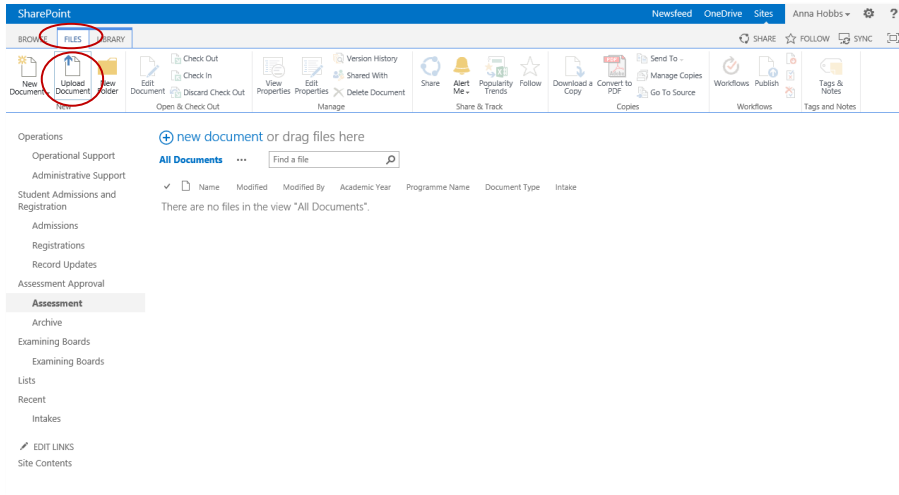 SharePoint Newsfeed OneDrive Sites Anna Hobbs ?
BROWSE FILES LIBRARY SHARE FOLLOW SYNC
Check Out Version History Send To
Check In Shared With Manage Copies
New Document Upload Document New Folder Edit Document Discard Check Out View Properties Edit Properties Delete Document Share Alert Me Popularity Trends Follow Download a Copy Convert to PDF Go To Source Workflows Publish Tags & Notes
New Open & Check Out Manage Share & Track Copies Workflows Tags and Notes
Operations
Operational Support
Administrative Support
Student Admissions and
Registration
Admissions
Registrations
Record Updates
Assessment Approval
Assessment
Archive
Examining Boards
Examining Boards
Lists
Recent
Intakes
EDIT LINKS
Site Contents
new document or drag files here
All Documents ••• Find a file
Name Modified Modified By Academic Year Programme Name Document Type Intake
There are no files in the view "All Documents".